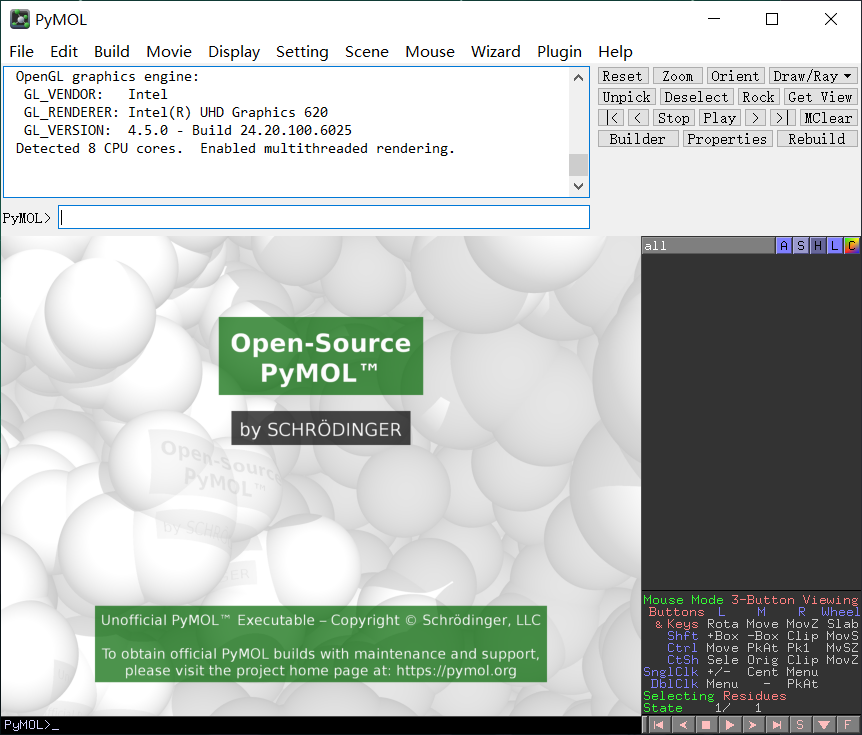 PyMOL
File Edit Build Movie Display Setting Scene Mouse Wizard Plugin Help
OpenGL graphics engine:
GL_VENDOR: Intel
GL_RENDERER: Intel(R) UHD Graphics 620
GL_VERSION: 4.5.0 - Build 24.20.100.6025
Detected 8 CPU cores. Enabled multithreaded rendering.
Reset Zoom Orient Draw/Ray
Unpick Deselect Rock Get View
|< < Stop Play > >| MClear
Builder Properties Rebuild
PyMOL>
all A S H L C
Open-Source
PyMOL™
by SCHRÖDINGER
Open-Source
PyMOL™
by SCHR
Unofficial PyMOL™ Executable – Copyright © Schrödinger, LLC
To obtain official PyMOL builds with maintenance and support,
please visit the project home page at: https://pymol.org
Mouse Mode 3-Button Viewing
Buttons L M R Wheel
& Keys Rota Move MovZ Slab
Shft +Box -Box Clip MovS
Ctrl Move PkAt Pk1 MvSZ
CtSh Sele Orig Clip MovZ
SnglClk +/- Cent Menu
DblClk Menu - PkAt
Selecting Residues
State 1/ 1
PyMOL>_
S F